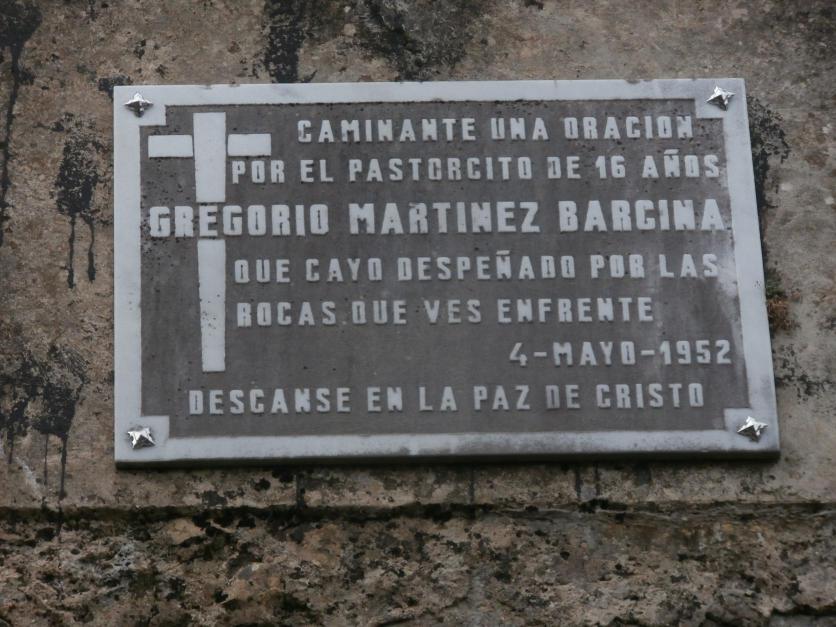 CAMINANTE UNA ORACION
POR EL PASTORCITO DE 16 AÑOS
GREGORIO MARTINEZ BARCINA
QUE CAYO DESPEÑADO POR LAS
ROCAS QUE VES ENFRENTE
4-MAYO-1952
DESCANSE EN LA PAZ DE CRISTO